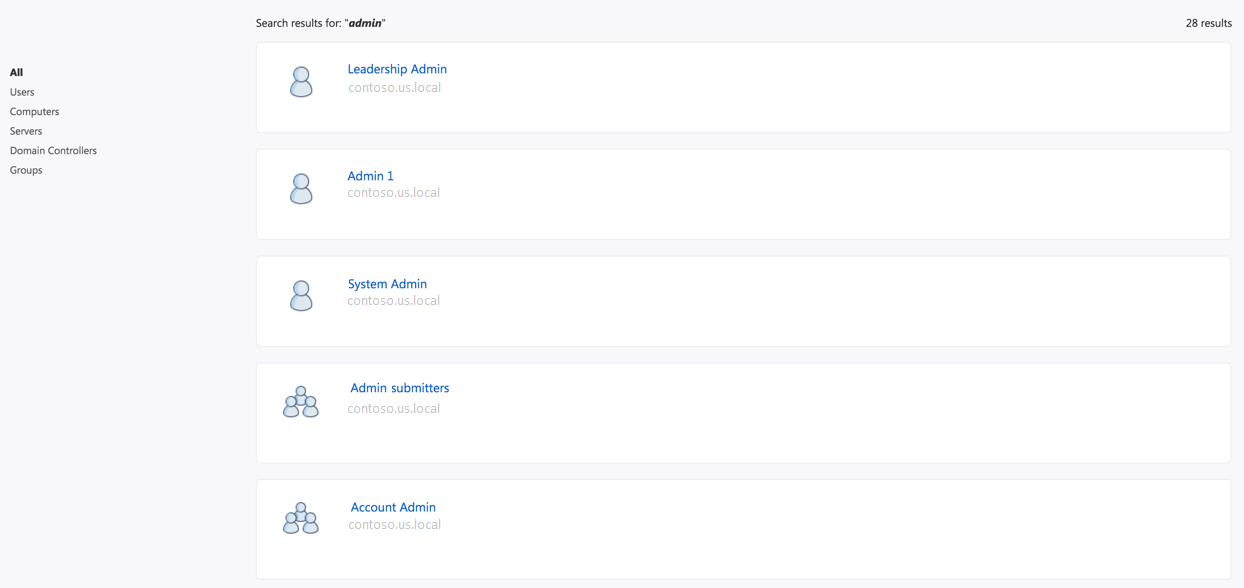 Search results for: "admin"
28 results
All
Users
Computers
Servers
Domain Controllers
Groups
Leadership Admin
contoso.us.local
Admin 1
contoso.us.local
System Admin
contoso.us.local
Admin submitters
contoso.us.local
Account Admin
contoso.us.local